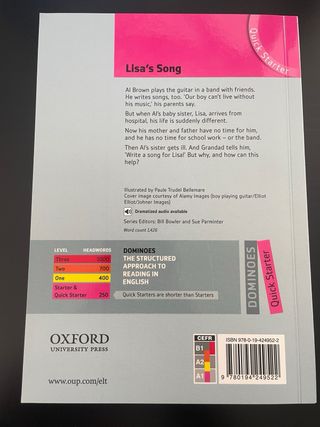 Quick Starter
Lisa's Song
Al Brown plays the guitar in a band with friends.
He writes songs, too. 'Our boy can't live without
his music,' his parents say.
But when Al's baby sister, Lisa, arrives from
hospital, his life is suddenly different.
Now his mother and father have no time for him,
and he has no time for school work – or the band.
Then Al's sister gets ill. And Grandad tells him,
'Write a song for Lisa!' But why, and how can this
help?
Illustrated by Paule Trudel Bellemare
Cover image courtesy of Alamy Images (boy playing guitar/Elliot
Elliot/Johner Images)
Dramatized audio available
Series Editors: Bill Bowler and Sue Parminter
Word count 1,426
LEVEL HEADWORDS
Three 1000
Two 700
One 400
Starter &
Quick Starter 250
DOMINOES
THE STRUCTURED
APPROACH TO
READING IN
ENGLISH
Quick Starters are shorter than Starters
DOMINOES
Quick Starter
OXFORD
UNIVERSITY PRESS
www.oup.com/elt
CEFR
B1
A2
A1
ISBN 978-0-19-424952-2
9 780194 249522